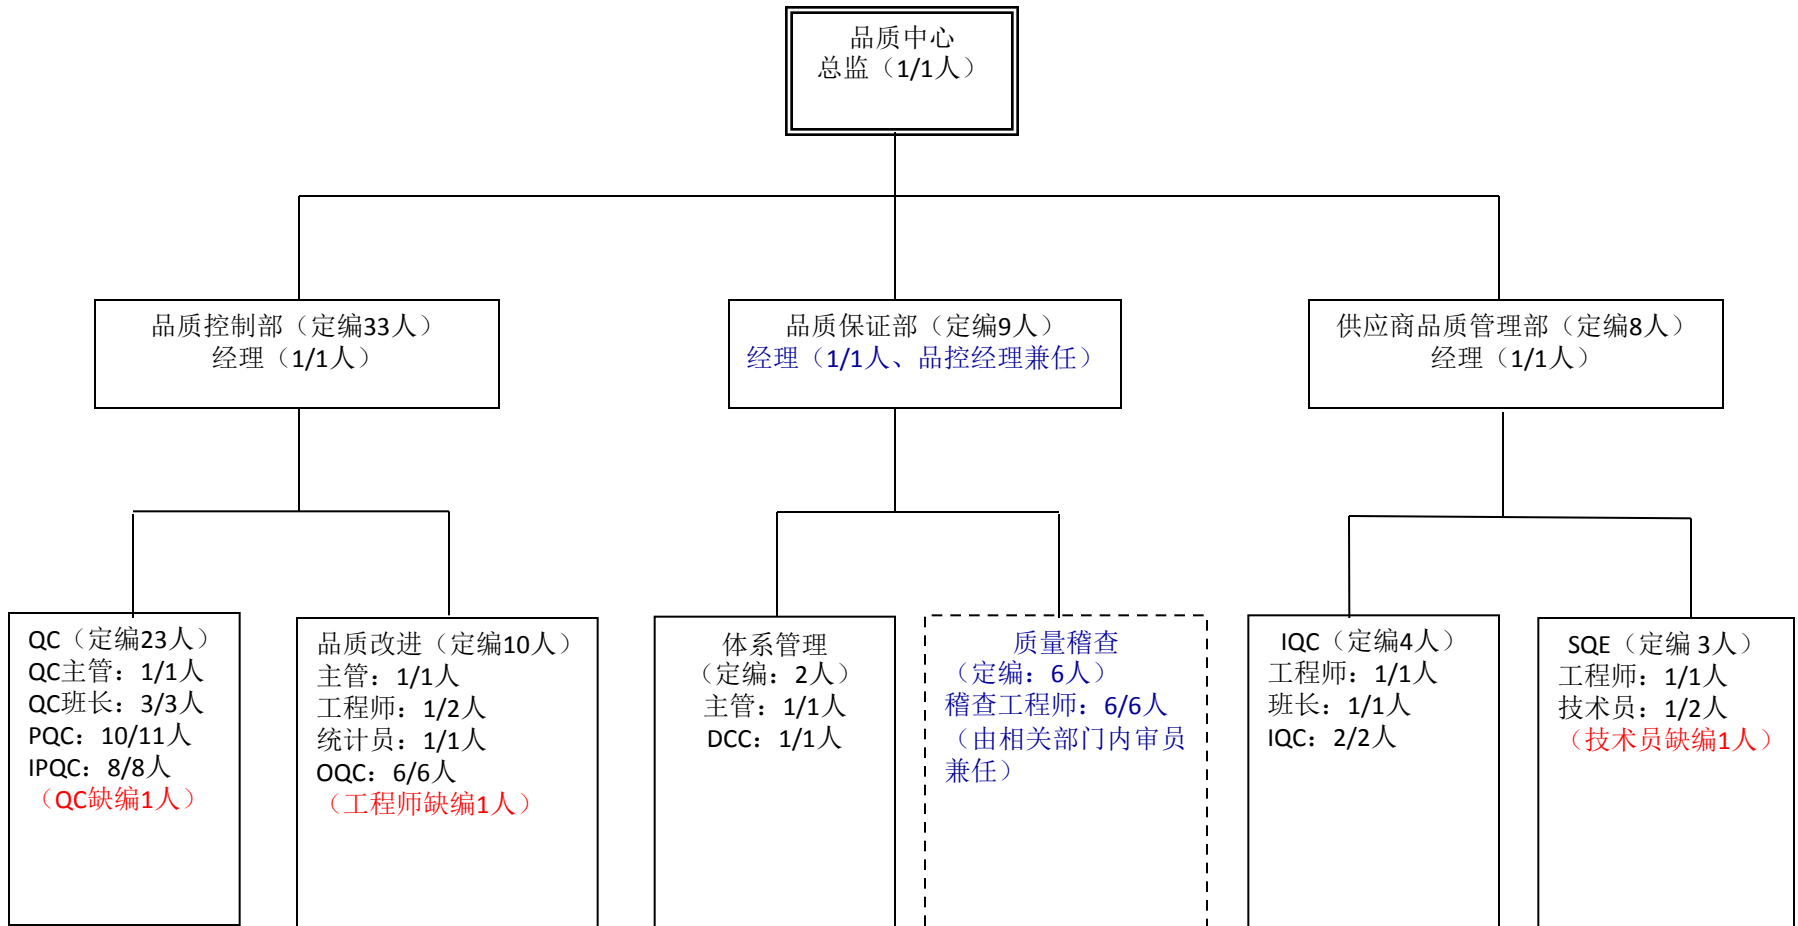 品质中心
总监（1/1人）
品质控制部（定编33人）
经理（1/1人）
品质保证部（定编9人）
经理（1/1人、品控经理兼任）
供应商品质管理部（定编8人）
经理（1/1人）
QC（定编23人）
QC主管：1/1人
QC班长：3/3人
PQC：10/11人
IPQC：8/8人
（QC缺编1人）
品质改进（定编10人）
主管：1/1人
工程师：1/2人
统计员：1/1人
OQC：6/6人
（工程师缺编1人）
体系管理
（定编：2人）
主管：1/1人
DCC：1/1人
质量稽查
（定编：6人）
稽查工程师：6/6人
（由相关部门内审员
兼任）
IQC（定编4人）
工程师：1/1人
班长：1/1人
IQC：2/2人
SQE（定编 3人）
工程师：1/1人
技术员：1/2人
（技术员缺编1人）